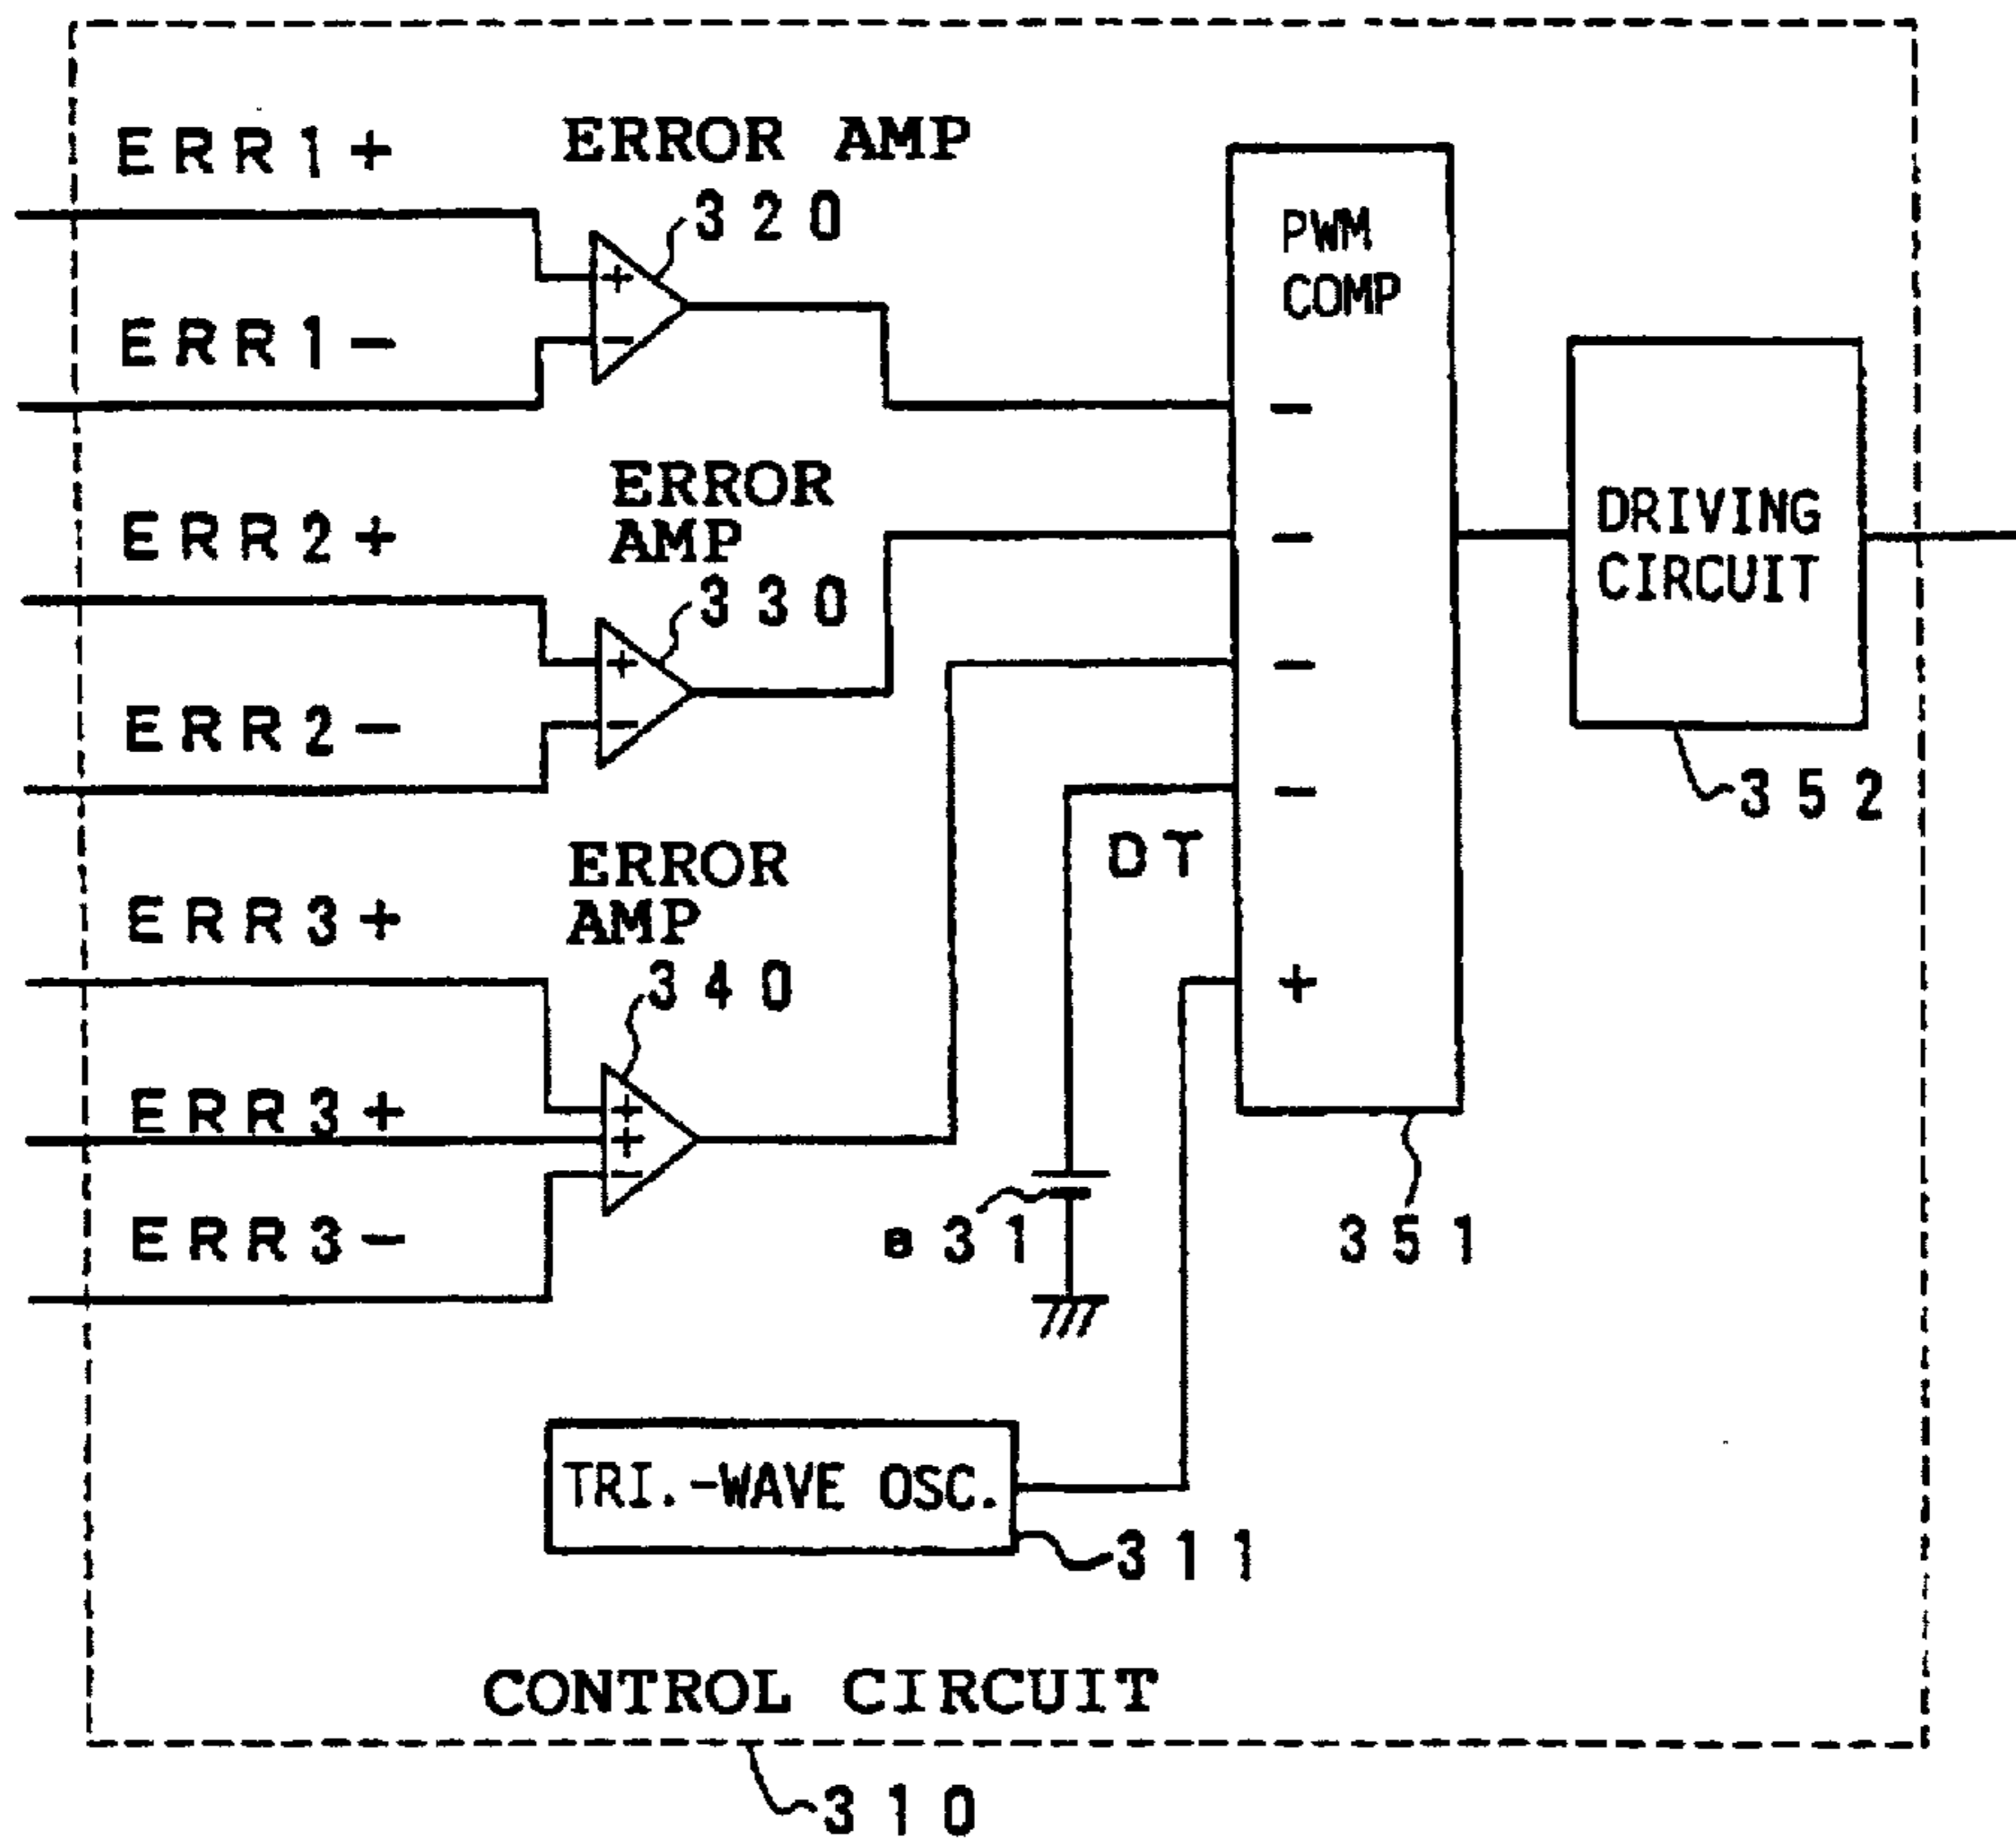 ERR1+
ERROR AMP
320
PWM
COMP
ERR1-
-
+
-
ERR2+
ERROR
AMP
330
-
DRIVING
CIRCUIT
+
-
-
ERR2-
352
-
DT
ERROR
AMP
ERR3+
340
+
ERR3+
+
+
-
ERR3-
e31
351
TRI.-WAVE OSC.
311
CONTROL CIRCUIT
310